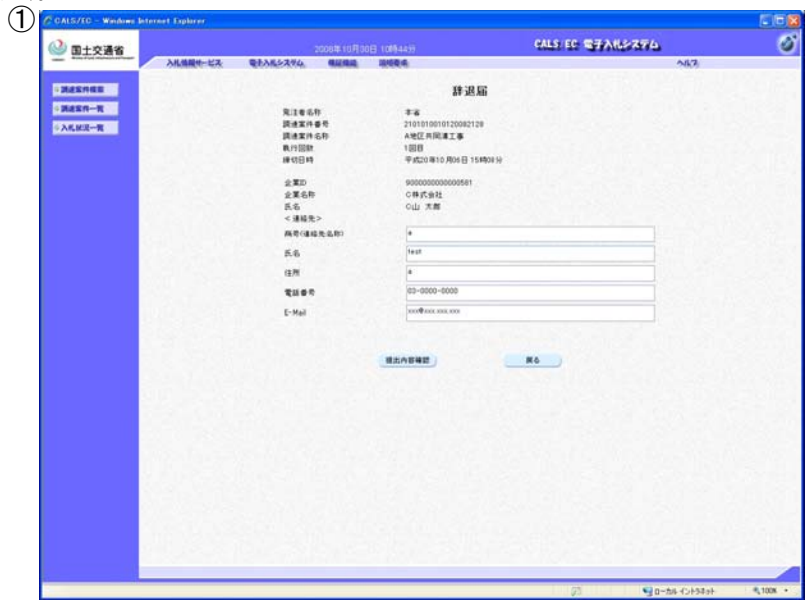 ①
CALS/EC - Windows Internet Explorer
国土交通省
2008年10月30日 10時44分
CALS/EC 電子入札システム
入札情報サービス 電子入札システム 検証機能 説明要求 ヘルプ
調達案件検索
調達案件一覧
入札状況一覧
辞退届
発注者名称 本省
調達案件番号 2101010010120082128
調達案件名称 A地区共同溝工事
執行回数 1回目
締切日時 平成20年10月06日 15時00分
企業ID 9000000000000581
企業名称 C株式会社
氏名 C山 太郎
<連絡先>
商号(連絡先名称) a
氏名 test
住所 a
電話番号 03-0000-0000
E-Mail xxx@xxx.xxx.xxx
提出内容確認 戻る
ローカル イントラネット 100%